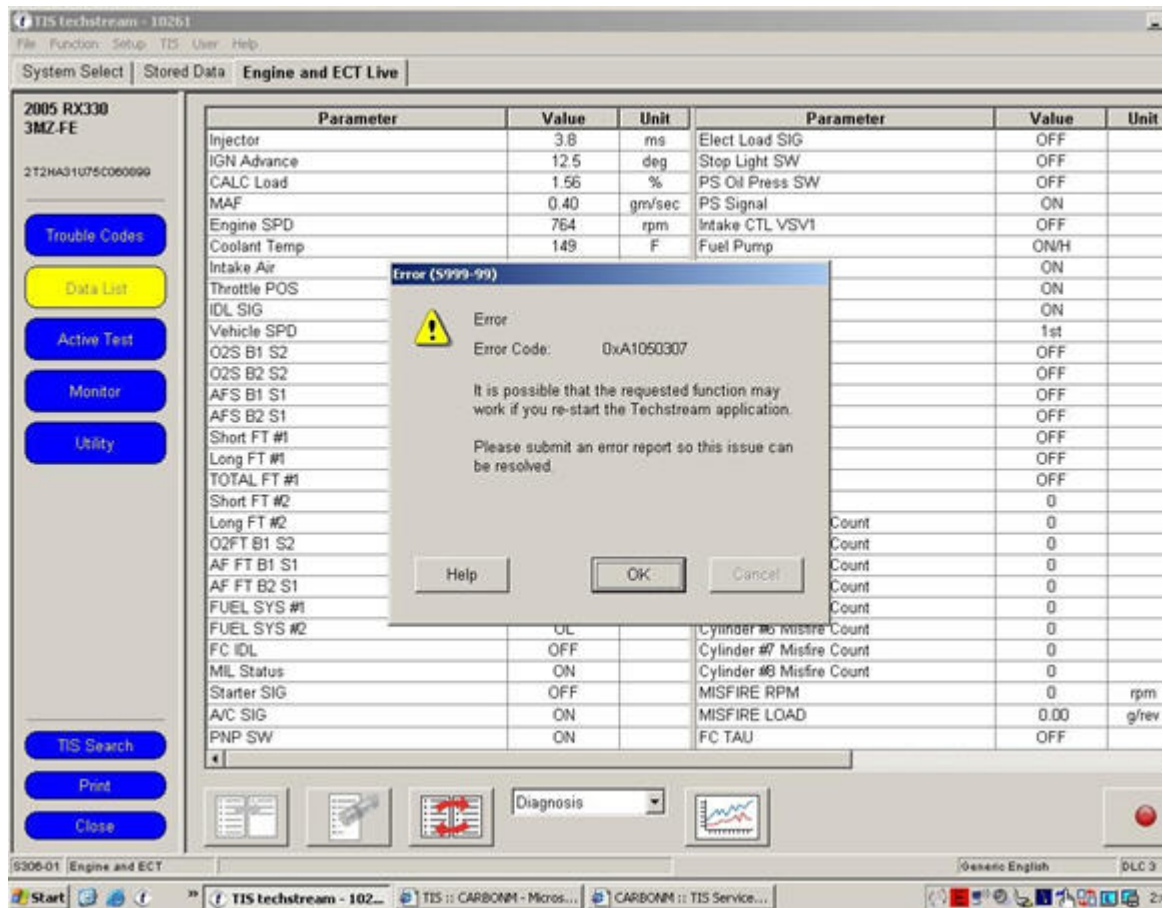 TIS techstream - 10261
File Function Setup TIS User Help
System Select Stored Data Engine and ECT Live
2005 RX330
3MZ-FE
2T2HA31U75C060099
Trouble Codes
Data List
Active Test
Monitor
Utility
TIS Search
Print
Close
Parameter Value Unit Parameter Value Unit
Injector 3.8 ms Elect Load SIG OFF
IGN Advance 12.5 deg Stop Light SW OFF
CALC Load 1.56 % PS Oil Press SW OFF
MAF 0.40 gm/sec PS Signal ON
Engine SPD 764 rpm Intake CTL VSV1 OFF
Coolant Temp 149 F Fuel Pump ON/H
Intake Air ON
Throttle POS ON
IDL SIG ON
Vehicle SPD 1st
O2S B1 S2 OFF
O2S B2 S2 OFF
AFS B1 S1 OFF
AFS B2 S1 OFF
Short FT #1 OFF
Long FT #1 OFF
TOTAL FT #1 OFF
Short FT #2 0
Long FT #2 Count 0
O2FT B1 S2 Count 0
AF FT B1 S1 Count 0
AF FT B2 S1 Count 0
FUEL SYS #1 Count 0
FUEL SYS #2 OL Cylinder #6 Misfire Count 0
FC IDL OFF Cylinder #7 Misfire Count 0
MIL Status ON Cylinder #8 Misfire Count 0
Starter SIG OFF MISFIRE RPM 0 rpm
A/C SIG ON MISFIRE LOAD 0.00 g/rev
PNP SW ON FC TAU OFF
Error (S999-99)
Error
Error Code: 0xA1050307
It is possible that the requested function may
work if you re-start the Techstream application.
Please submit an error report so this issue can
be resolved.
Help OK Cancel
Diagnosis
S306-01 Engine and ECT Generic English DLC 3
Start TIS techstream - 102... TIS :: CARBONM - Micros... CARBONM :: TIS Service...